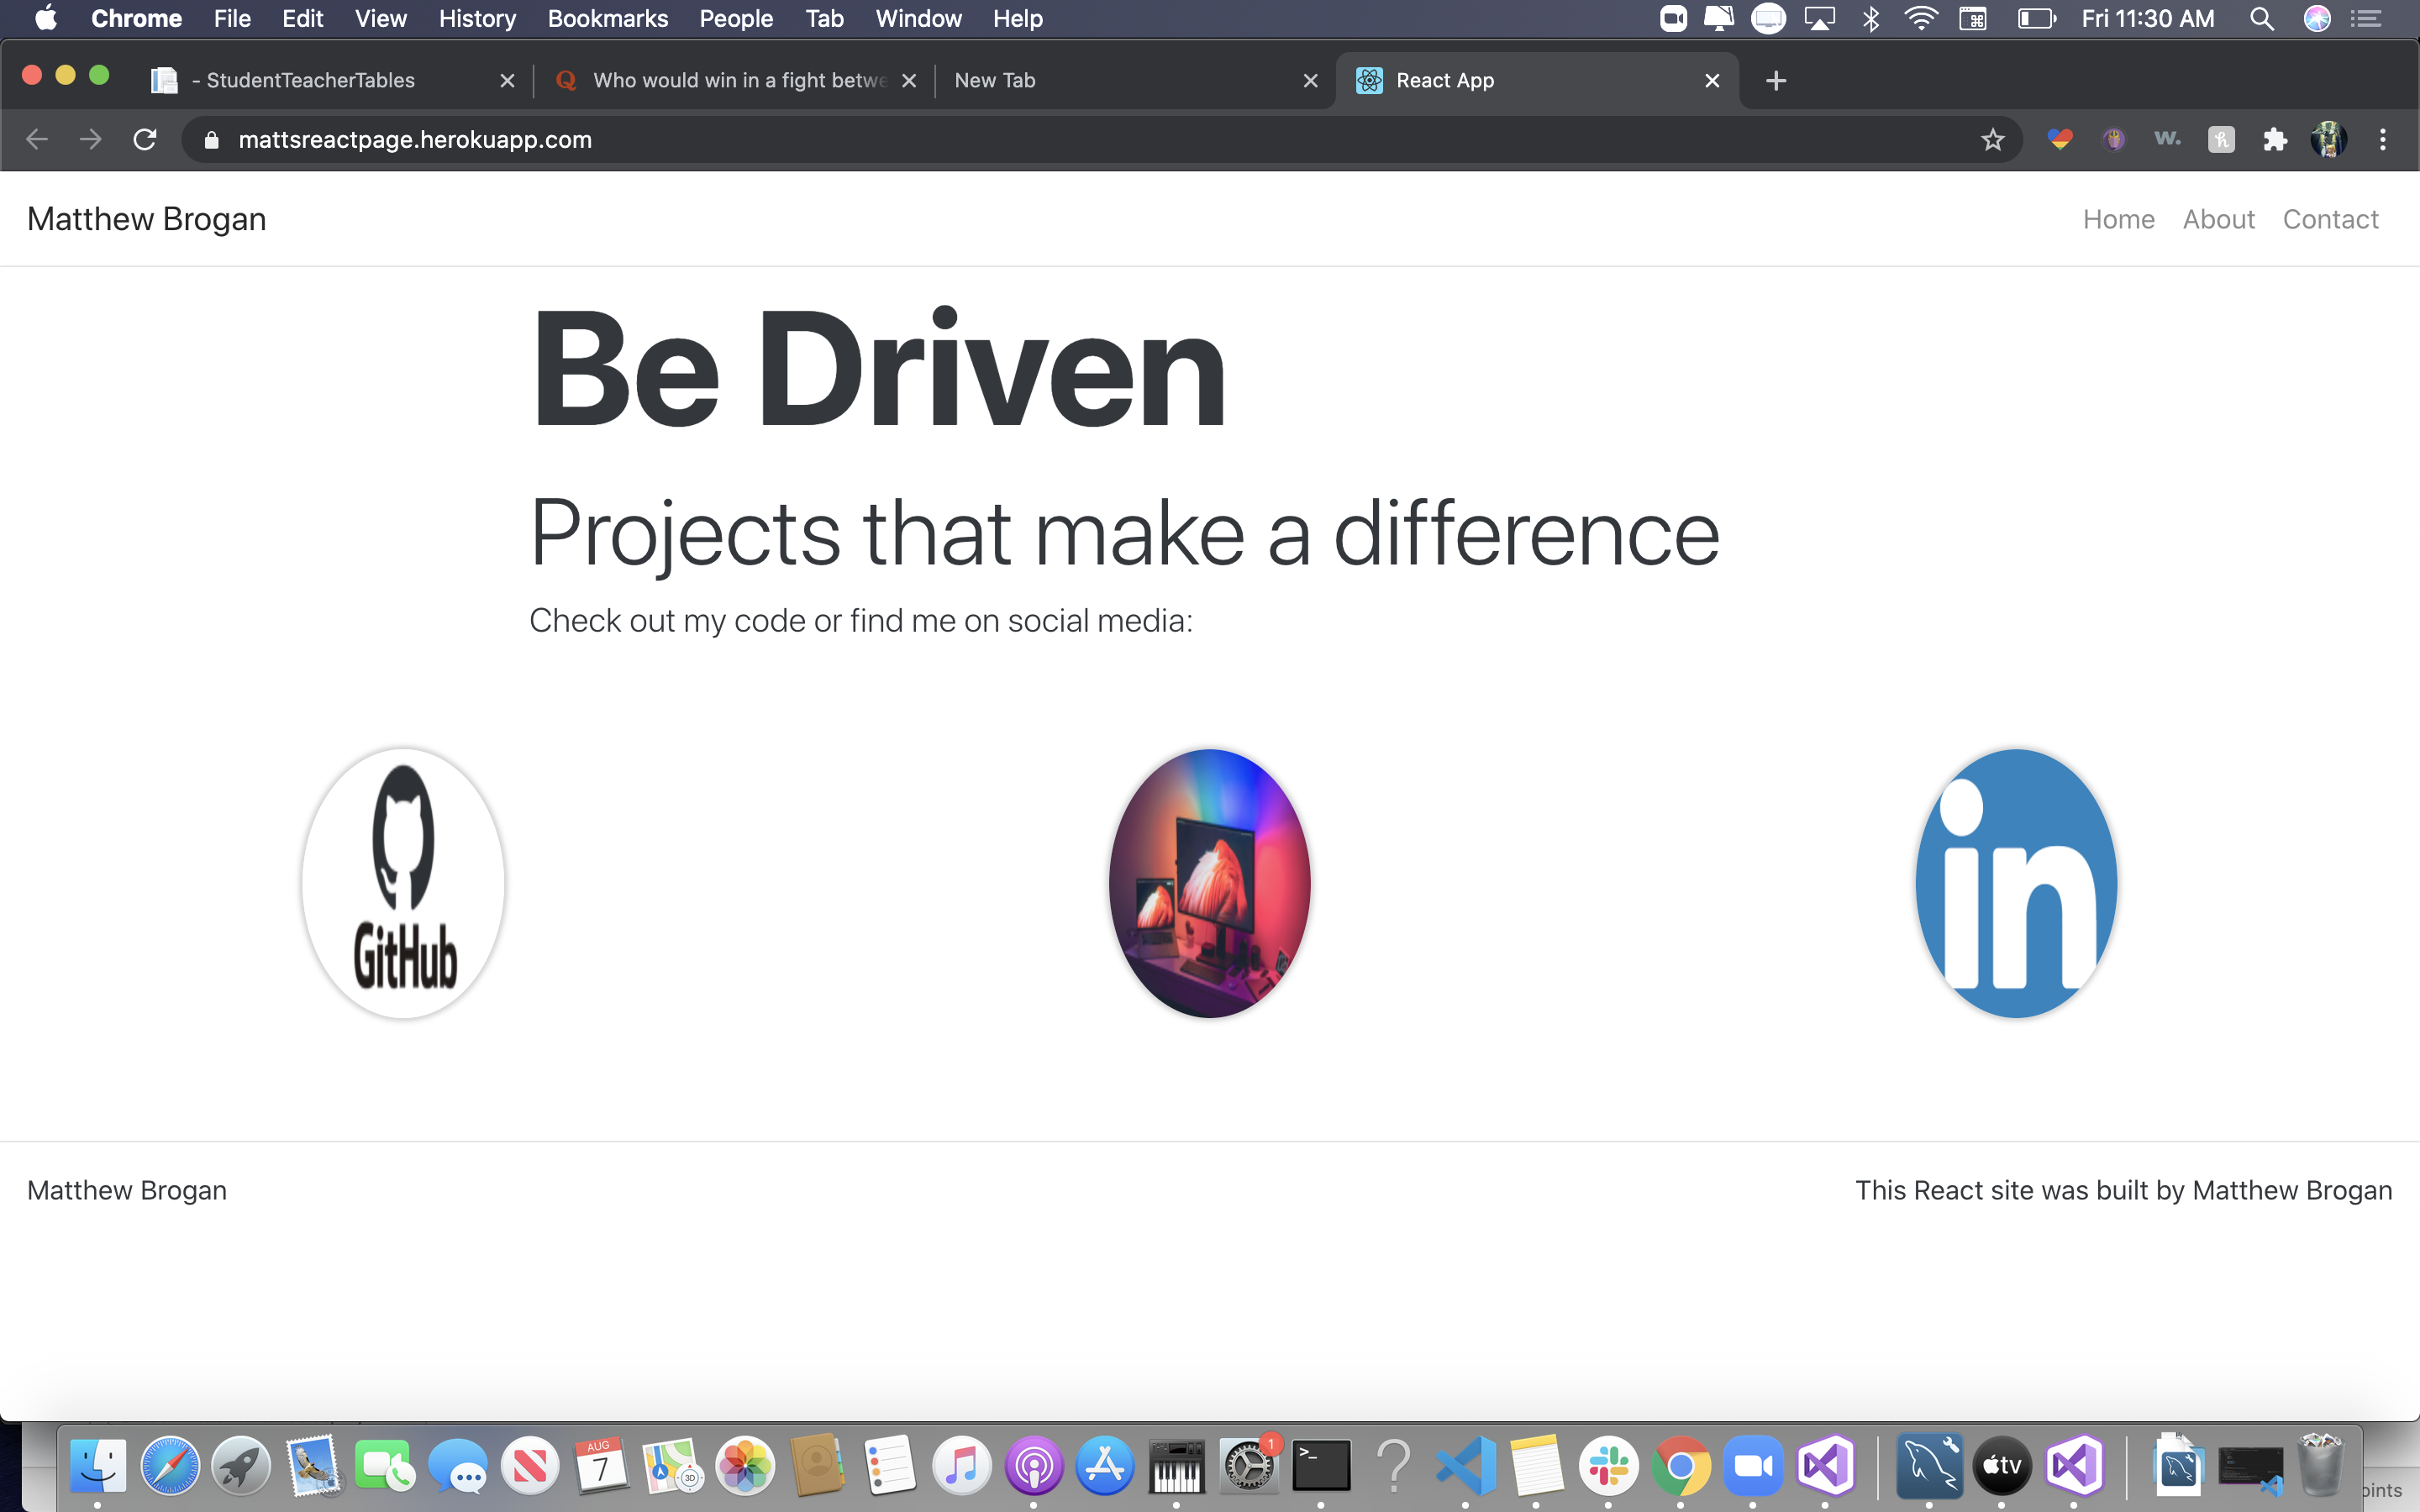 Chrome File Edit View History Bookmarks People Tab Window Help Fri 11:30 AM
- StudentTeacherTables
Who would win in a fight betwe
New Tab
React App
mattsreactpage.herokuapp.com
W.
Matthew Brogan
Home About Contact
Be Driven
Projects that make a difference
Check out my code or find me on social media:
GitHub
in
Matthew Brogan
This React site was built by Matthew Brogan
AUG
7
3D
1
>_
?
tv
oints